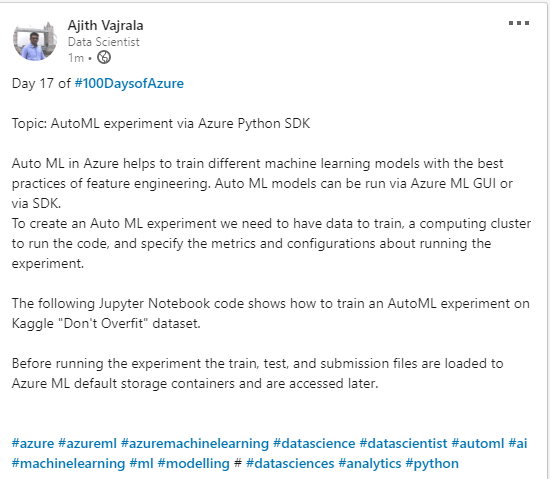 Ajith Vajrala
Data Scientist
1m •
Day 17 of #100DaysofAzure
Topic: AutoML experiment via Azure Python SDK
Auto ML in Azure helps to train different machine learning models with the best
practices of feature engineering. Auto ML models can be run via Azure ML GUI or
via SDK.
To create an Auto ML experiment we need to have data to train, a computing cluster
to run the code, and specify the metrics and configurations about running the
experiment.
The following Jupyter Notebook code shows how to train an AutoML experiment on
Kaggle "Don't Overfit" dataset.
Before running the experiment the train, test, and submission files are loaded to
Azure ML default storage containers and are accessed later.
#azure #azureml #azuremachinelearning #datascience #datascientist #automl #ai
#machinelearning #ml #modelling # #datasciences #analytics #python